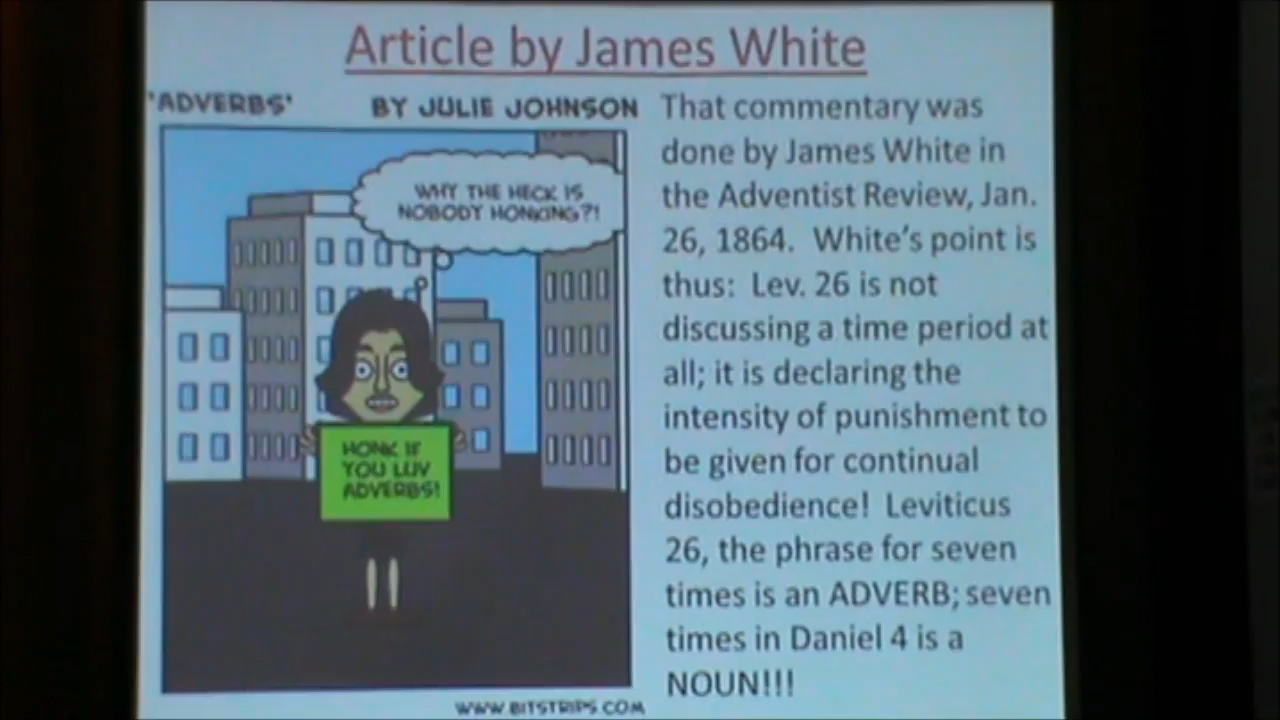 Article by James White
'ADVERBS' BY JULIE JOHNSON
WHY THE HECK IS
NOBODY HONKING?!
HONK IF
YOU LUV
ADVERBS!
WWW.BITSTRIPS.COM
That commentary was
done by James White in
the Adventist Review, Jan.
26, 1864. White's point is
thus: Lev. 26 is not
discussing a time period at
all; it is declaring the
intensity of punishment to
be given for continual
disobedience! Leviticus
26, the phrase for seven
times is an ADVERB; seven
times in Daniel 4 is a
NOUN!!!